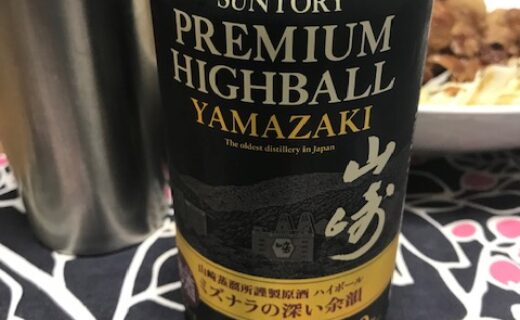 SUNTORY
PREMIUM
HIGHBALL
YAMAZAKI
The oldest distillery in Japan
山崎
山崎蒸溜所謹製原酒 ハイボール
ミズナラの深い余韻